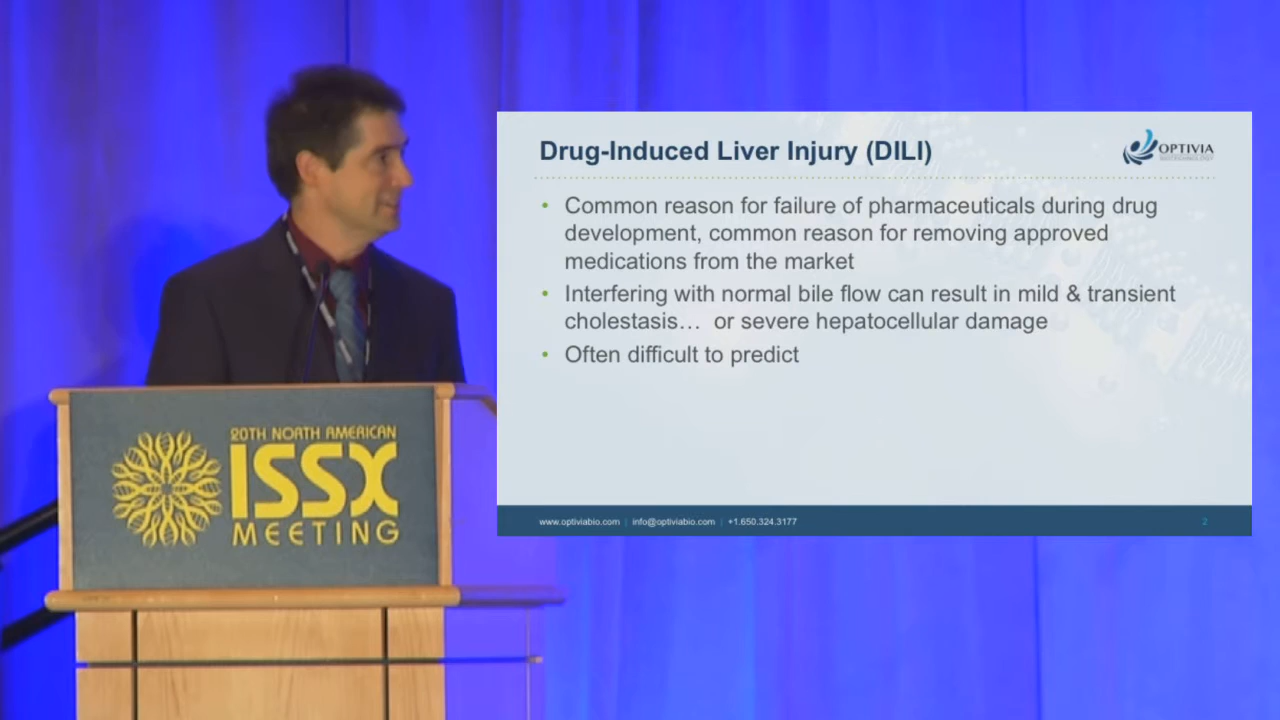 Drug-Induced Liver Injury (DILI)
OPTIVIA
BIOTECHNOLOGY
• Common reason for failure of pharmaceuticals during drug
development, common reason for removing approved
medications from the market
• Interfering with normal bile flow can result in mild & transient
cholestasis… or severe hepatocellular damage
• Often difficult to predict
www.optiviabio.com | info@optiviabio.com | +1.650.324.3177
2
20TH NORTH AMERICAN
ISSX
MEETING